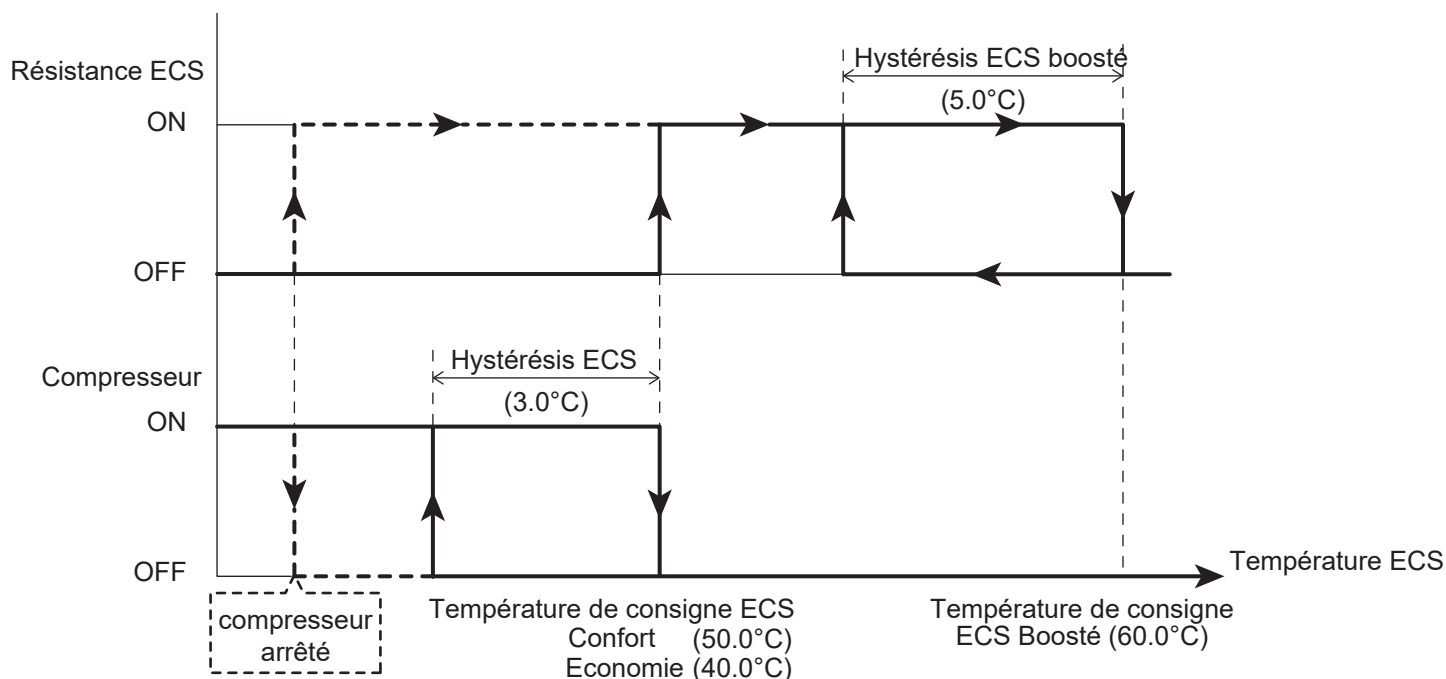 Hystérésis ECS boosté
(5.0°C)
Résistance ECS
ON
OFF
Hystérésis ECS
(3.0°C)
Compresseur
ON
OFF
Température ECS
compresseur
arrêté
Température de consigne ECS
Confort (50.0°C)
Economie (40.0°C)
Température de consigne
ECS Boosté (60.0°C)